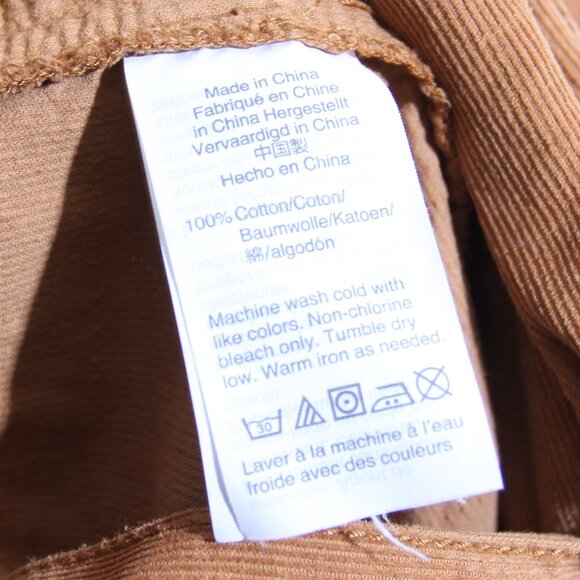 Made in China
Fabriqué en Chine
in China Hergestellt
Vervaardigd in China
中国製
Hecho en China
100% Cotton/Coton/
Baumwolle/Katoen/
綿/algodón
Machine wash cold with
like colors. Non-chlorine
bleach only. Tumble dry
low. Warm iron as needed.
30
Laver à la machine à l'eau
froide avec des couleurs